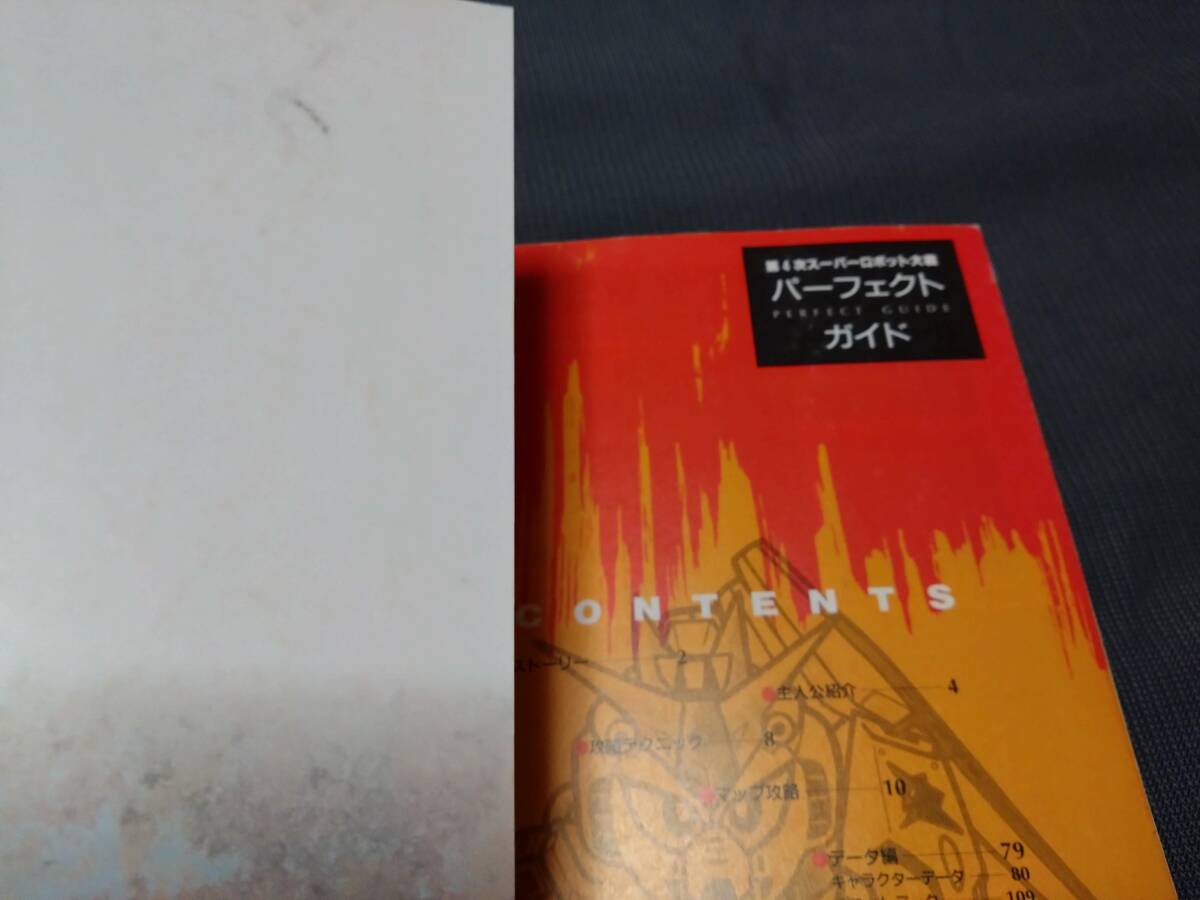 第4次スーパーロボット大戦
パーフェクト
PERFECT GUIDE
ガイド
CONTENTS
ストーリー 2
●主人公紹介 4
●攻略テクニック 8
●マップ攻略 10
●データ編 79
キャラクターデータ 80
109